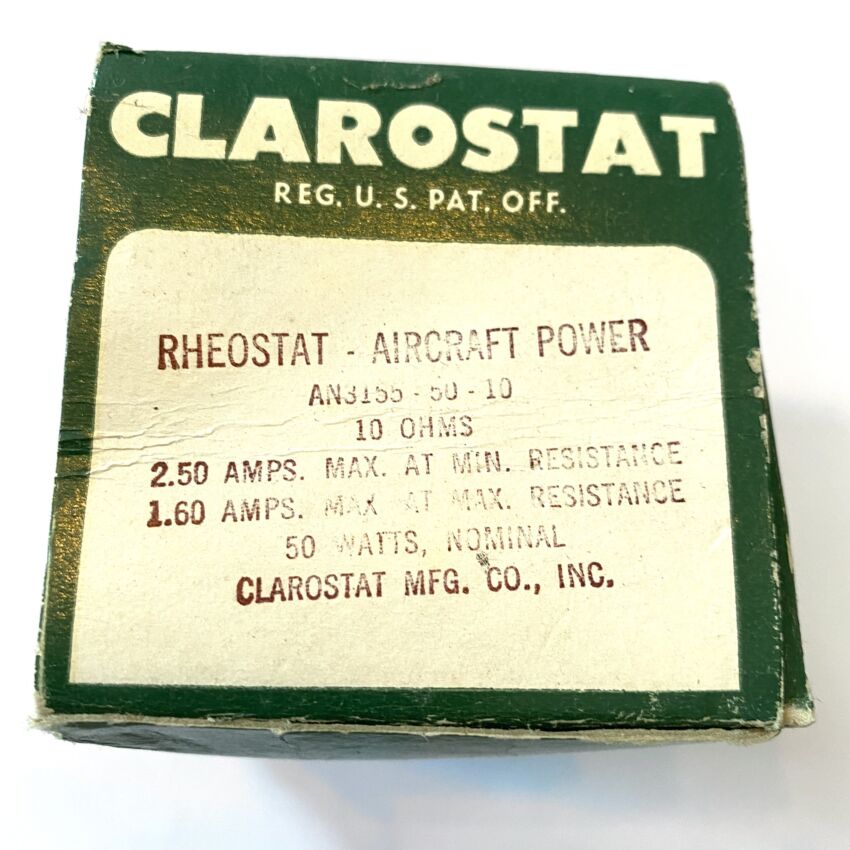 CLAROSTAT
REG. U. S. PAT. OFF.
RHEOSTAT - AIRCRAFT POWER
AN3155 - 50 - 10
10 OHMS
2.50 AMPS. MAX. AT MIN. RESISTANCE
1.60 AMPS. MAX AT MAX. RESISTANCE
50 WATTS, NOMINAL
CLAROSTAT MFG. CO., INC.